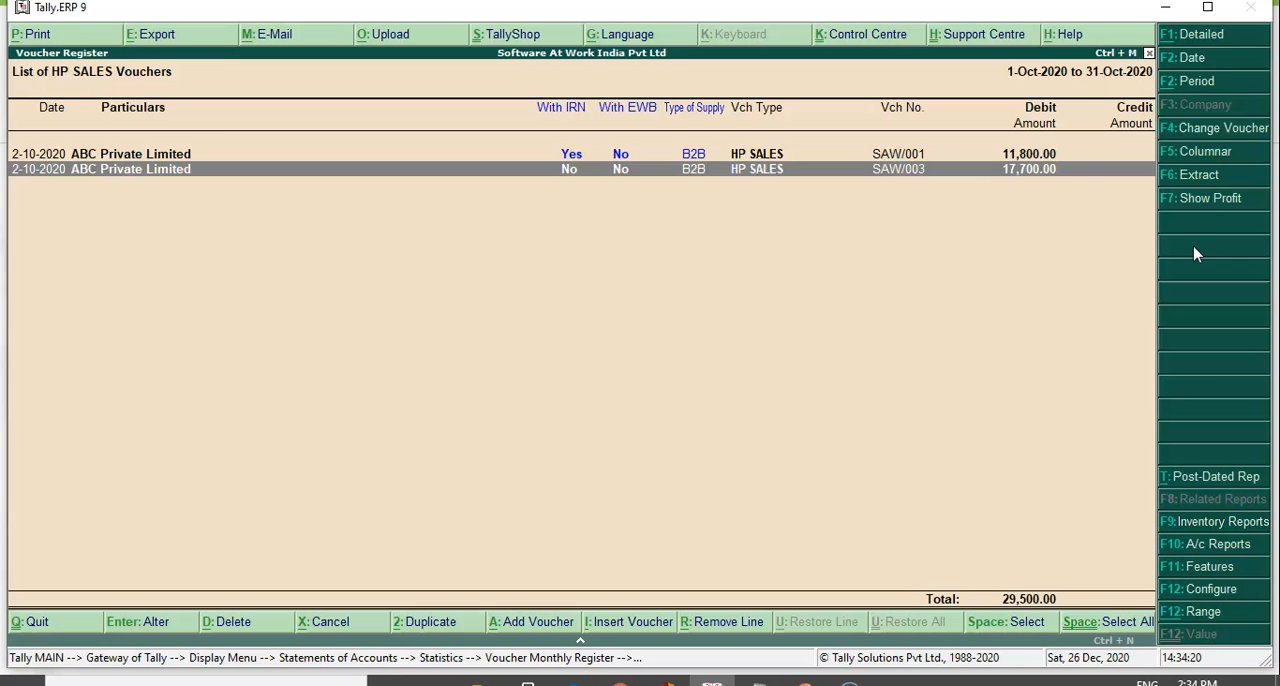 Tally.ERP 9
P: Print E: Export M: E-Mail O: Upload S: TallyShop G: Language K: Keyboard K: Control Centre H: Support Centre H: Help
Voucher Register Software At Work India Pvt Ltd Ctrl + M
List of HP SALES Vouchers 1-Oct-2020 to 31-Oct-2020
Date Particulars With IRN With EWB Type of Supply Vch Type Vch No. Debit Credit
Amount Amount
2-10-2020 ABC Private Limited Yes No B2B HP SALES SAW/001 11,800.00
2-10-2020 ABC Private Limited No No B2B HP SALES SAW/003 17,700.00
Total: 29,500.00
Q: Quit Enter: Alter D: Delete X: Cancel 2: Duplicate A: Add Voucher I: Insert Voucher R: Remove Line U: Restore Line U: Restore All Space: Select Space: Select All
Ctrl + N
Tally MAIN --> Gateway of Tally --> Display Menu --> Statements of Accounts --> Statistics --> Voucher Monthly Register -->... © Tally Solutions Pvt Ltd., 1988-2020 Sat, 26 Dec, 2020 14:34:20
F1: Detailed
F2: Date
F2: Period
F3: Company
F4: Change Voucher
F5: Columnar
F6: Extract
F7: Show Profit
T: Post-Dated Rep
F8: Related Reports
F9: Inventory Reports
F10: A/c Reports
F11: Features
F12: Configure
F12: Range
F12: Value
ENG 2:34 PM